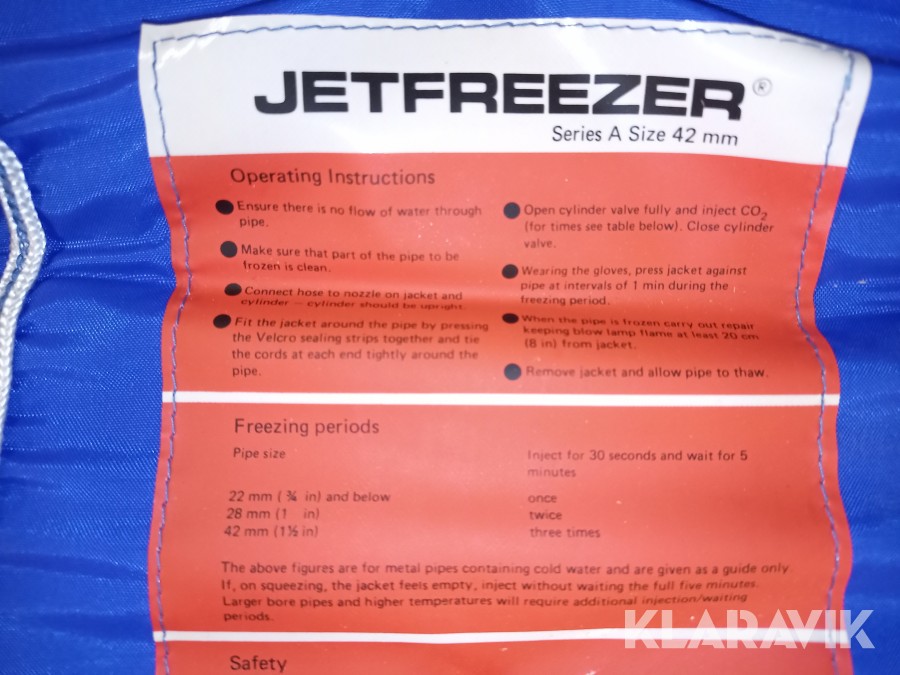 JETFREEZER®
Series A Size 42 mm
Operating Instructions
Ensure there is no flow of water through
pipe.
Make sure that part of the pipe to be
frozen is clean.
Connect hose to nozzle on jacket and
cylinder — cylinder should be upright.
Fit the jacket around the pipe by pressing
the Velcro sealing strips together and tie
the cords at each end tightly around the
pipe.
Open cylinder valve fully and inject CO₂
(for times see table below). Close cylinder
valve.
Wearing the gloves, press jacket against
pipe at intervals of 1 min during the
freezing period.
When the pipe is frozen carry out repair
keeping blow lamp flame at least 20 cm
(8 in) from jacket.
Remove jacket and allow pipe to thaw.
Freezing periods
Pipe size Inject for 30 seconds and wait for 5
minutes
22 mm (¾ in) and below once
28 mm (1 in) twice
42 mm (1½ in) three times
The above figures are for metal pipes containing cold water and are given as a guide only.
If, on squeezing, the jacket feels empty, inject without waiting the full five minutes.
Larger bore pipes and higher temperatures will require additional injection/waiting
periods.
Safety
KLARAVIK